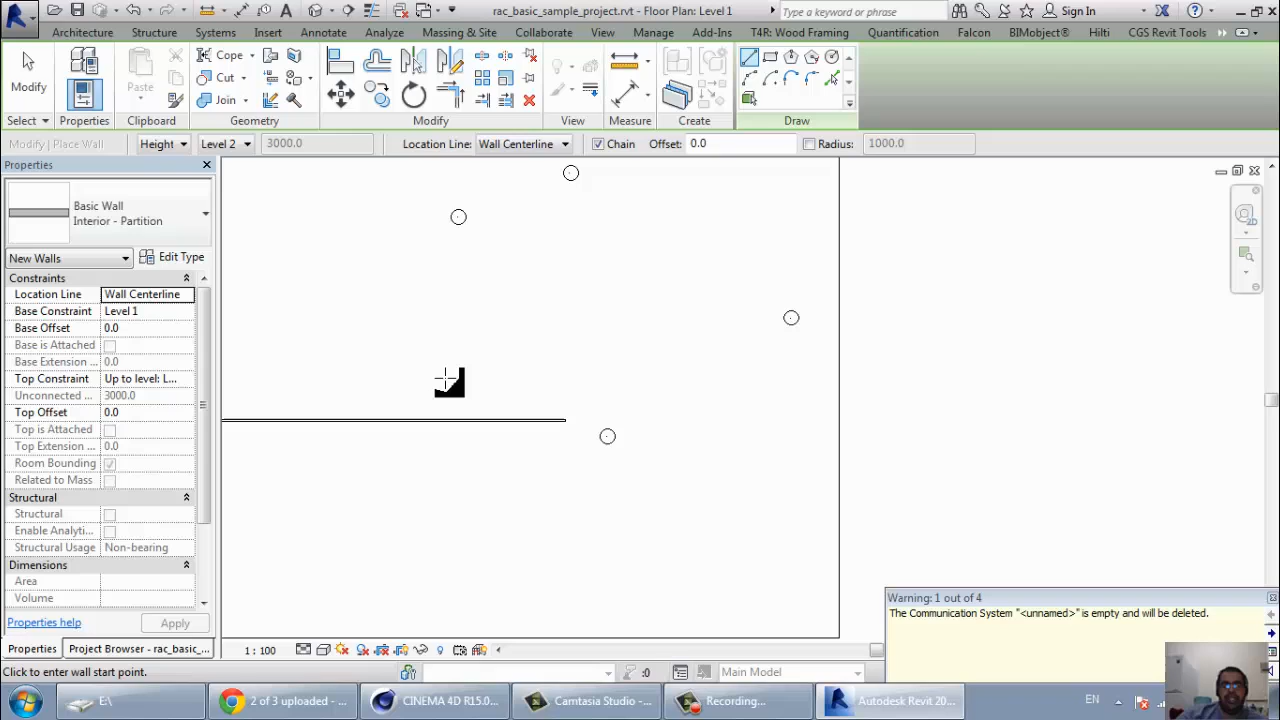 rac_basic_sample_project.rvt - Floor Plan: Level 1
Type a keyword or phrase
Sign In
Architecture Structure Systems Insert Annotate Analyze Massing & Site Collaborate View Manage Add-Ins T4R: Wood Framing Quantification Falcon BIMobject® Hilti CGS Revit Tools
Modify
Paste
Cope
Cut
Join
Select Properties Clipboard Geometry Modify View Measure Create Draw
Modify | Place Wall Height Level 2 3000.0 Location Line: Wall Centerline Chain Offset: 0.0 Radius: 1000.0
Properties
Basic Wall
Interior - Partition
New Walls Edit Type
Constraints
Location Line Wall Centerline
Base Constraint Level 1
Base Offset 0.0
Base is Attached
Base Extension ... 0.0
Top Constraint Up to level: L...
Unconnected ... 3000.0
Top Offset 0.0
Top is Attached
Top Extension ... 0.0
Room Bounding
Related to Mass
Structural
Structural
Enable Analyti...
Structural Usage Non-bearing
Dimensions
Area
Volume
Properties help Apply
Properties Project Browser - rac_basic_...
1 : 100
Warning: 1 out of 4
The Communication System "<unnamed>" is empty and will be deleted.
Click to enter wall start point.
:0
Main Model
E:\
2 of 3 uploaded - ...
CINEMA 4D R15.0...
Camtasia Studio - ...
Recording...
Autodesk Revit 20...
EN